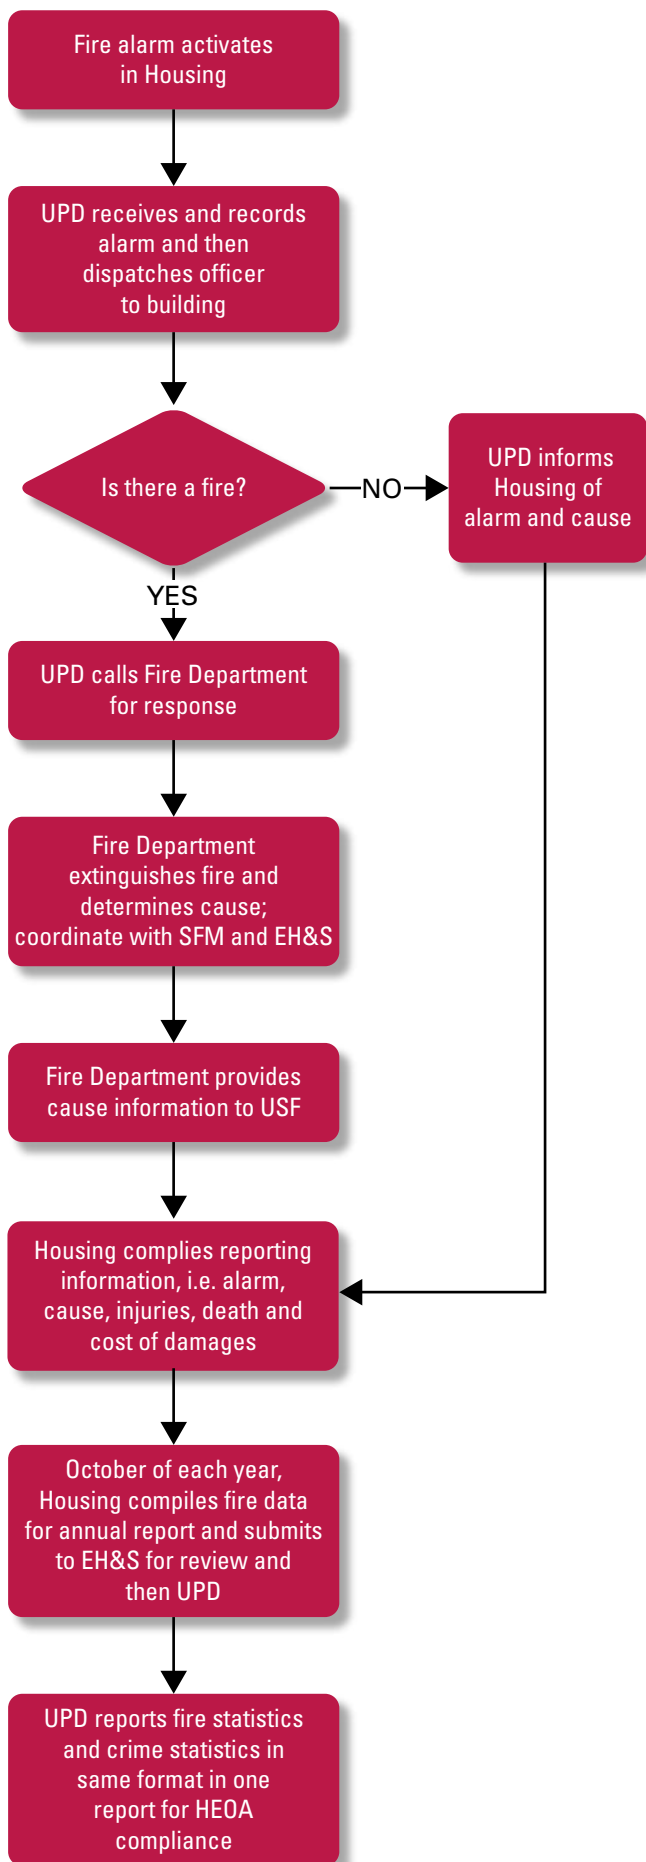 Fire alarm activates
in Housing
UPD receives and records
alarm and then
dispatches officer
to building
Is there a fire?
NO
UPD informs
Housing of
alarm and cause
YES
UPD calls Fire Department
for response
Fire Department
extinguishes fire and
determines cause;
coordinate with SFM and EH&S
Fire Department provides
cause information to USF
Housing complies reporting
information, i.e. alarm,
cause, injuries, death and
cost of damages
October of each year,
Housing compiles fire data
for annual report and submits
to EH&S for review and
then UPD
UPD reports fire statistics
and crime statistics in
same format in one
report for HEOA
compliance